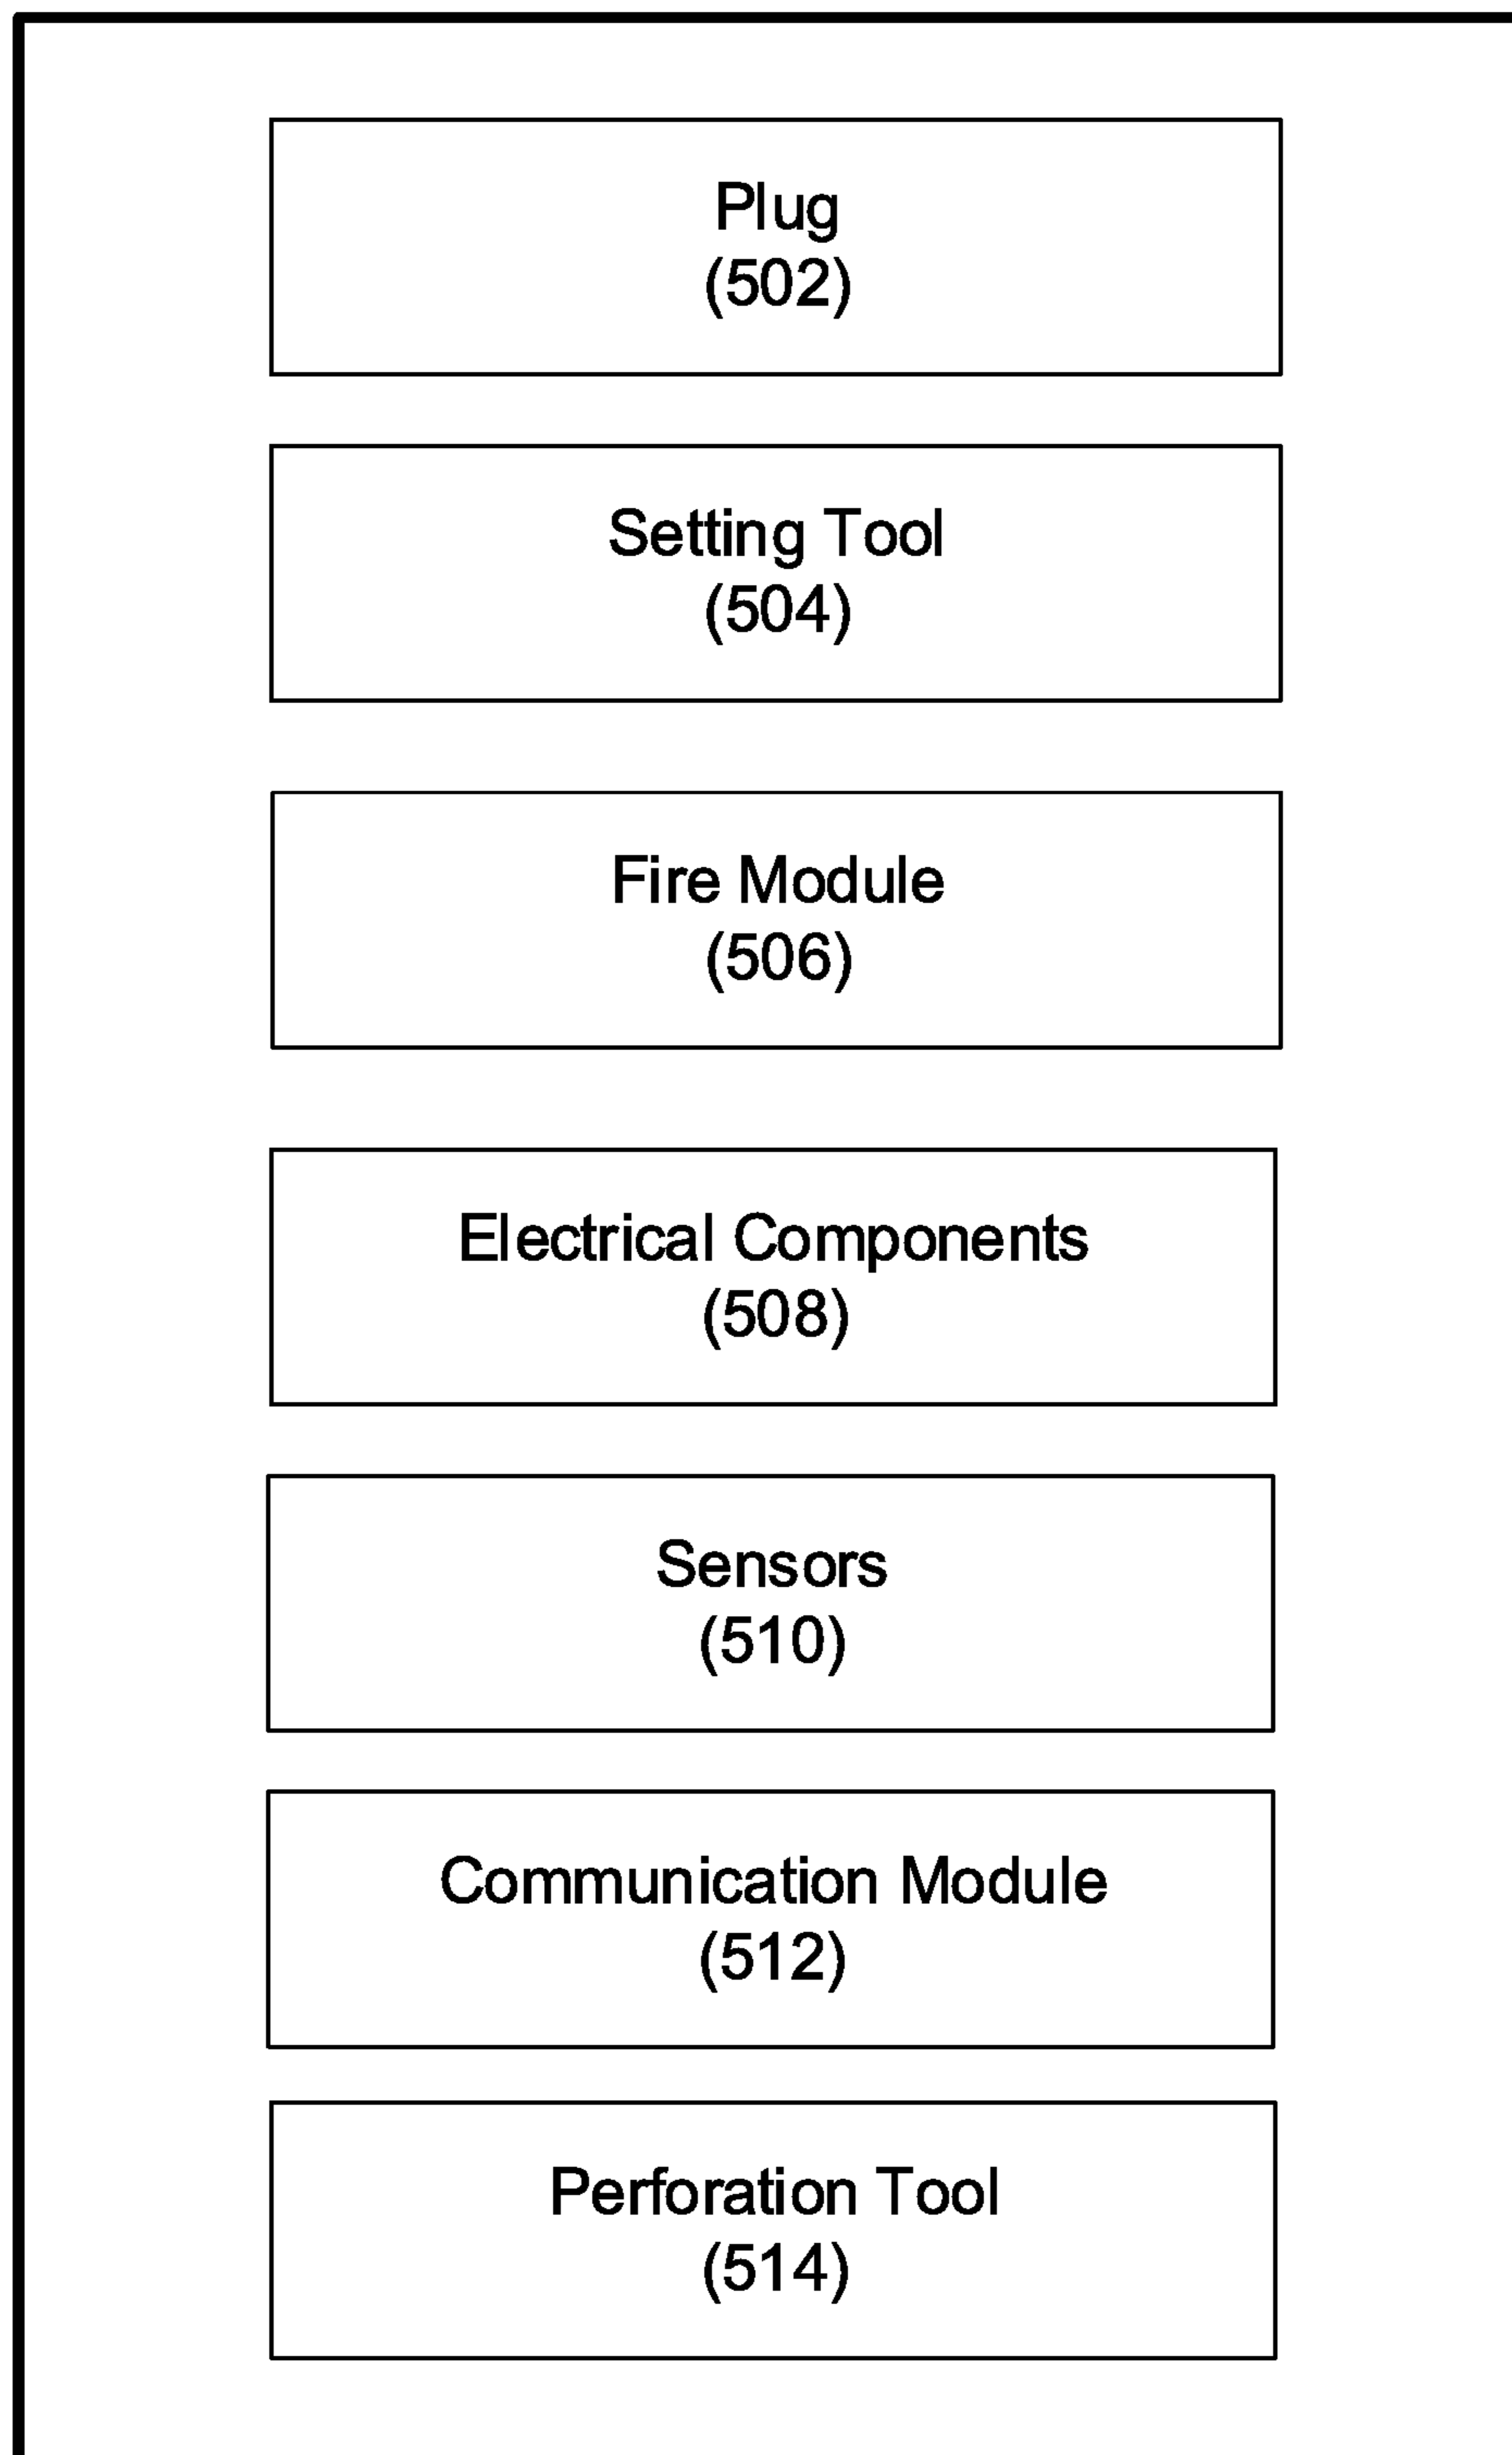 Plug
(502)
Setting Tool
(504)
Fire Module
(506)
Electrical Components
(508)
Sensors
(510)
Communication Module
(512)
Perforation Tool
(514)